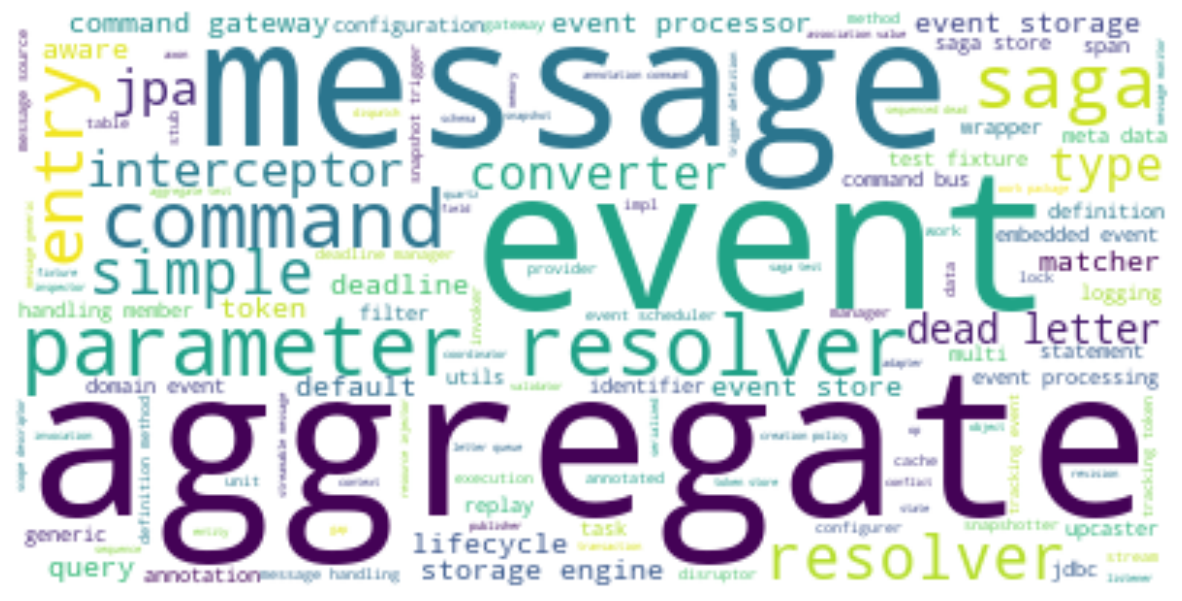 command gateway
configuration
gateway
event processor
method
association value
event storage
message source
aware
axon
message
saga store
span
entry
jpa
snapshot trigger
annotation command
memory
trigger definition
saga
message monitor
table
stub
dispatch
schema
snapshot
sequenced dead
wrapper
meta data
interceptor
converter
test fixture
type
aggregate test
quartz
field
command bus
work package
message generic
command
impl
event
work
definition
embedded event
simple
deadline manager
provider
saga test
data
lock
matcher
fixture
inspector
deadline
invoker
logging
handling member
token
filter
event scheduler
manager
parameter resolver
dead letter
coordinator
adapter
multi
statement
domain event
default
utils
validator
identifier
event store
event processing
scope descriptor
invocation
definition method
aggregate
streamable message
resource injector
letter queue
serialized
creation policy
op
object
tracking event
tracking token
unit
context
execution
annotated
token store
cache
conflict
revision
replay
state
generic
entity
gap
publisher
task
configurer
snapshotter
upcaster
sequence
lifecycle
transaction
resolver
stream
query
annotation
message handling
storage engine
disruptor
jdbc
listener